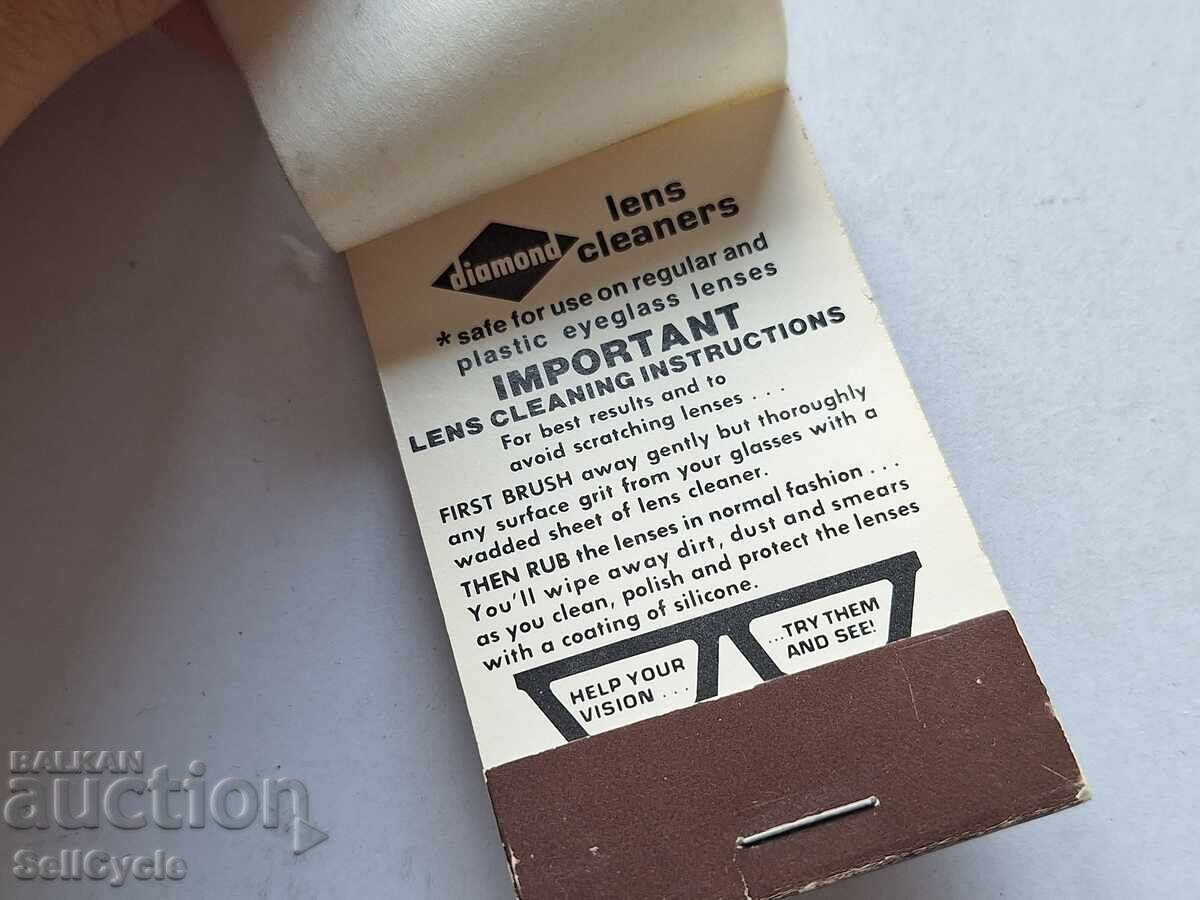 diamond
lens
cleaners
* safe for use on regular and
plastic eyeglass lenses
IMPORTANT
LENS CLEANING INSTRUCTIONS
For best results and to
avoid scratching lenses . . .
FIRST BRUSH away gently but thoroughly
any surface grit from your glasses with a
wadded sheet of lens cleaner.
THEN RUB the lenses in normal fashion . . .
You'll wipe away dirt, dust and smears
as you clean, polish and protect the lenses
with a coating of silicone.
HELP YOUR
VISION . . .
...TRY THEM
AND SEE!
BALKAN
auction
SellCycle